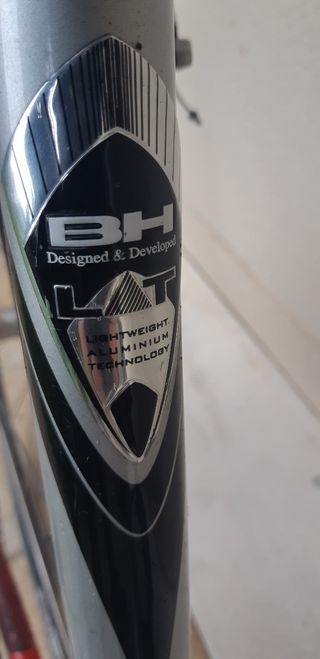 BH
Designed & Developed
LAT
LIGHTWEIGHT
ALUMINIUM
TECHNOLOGY